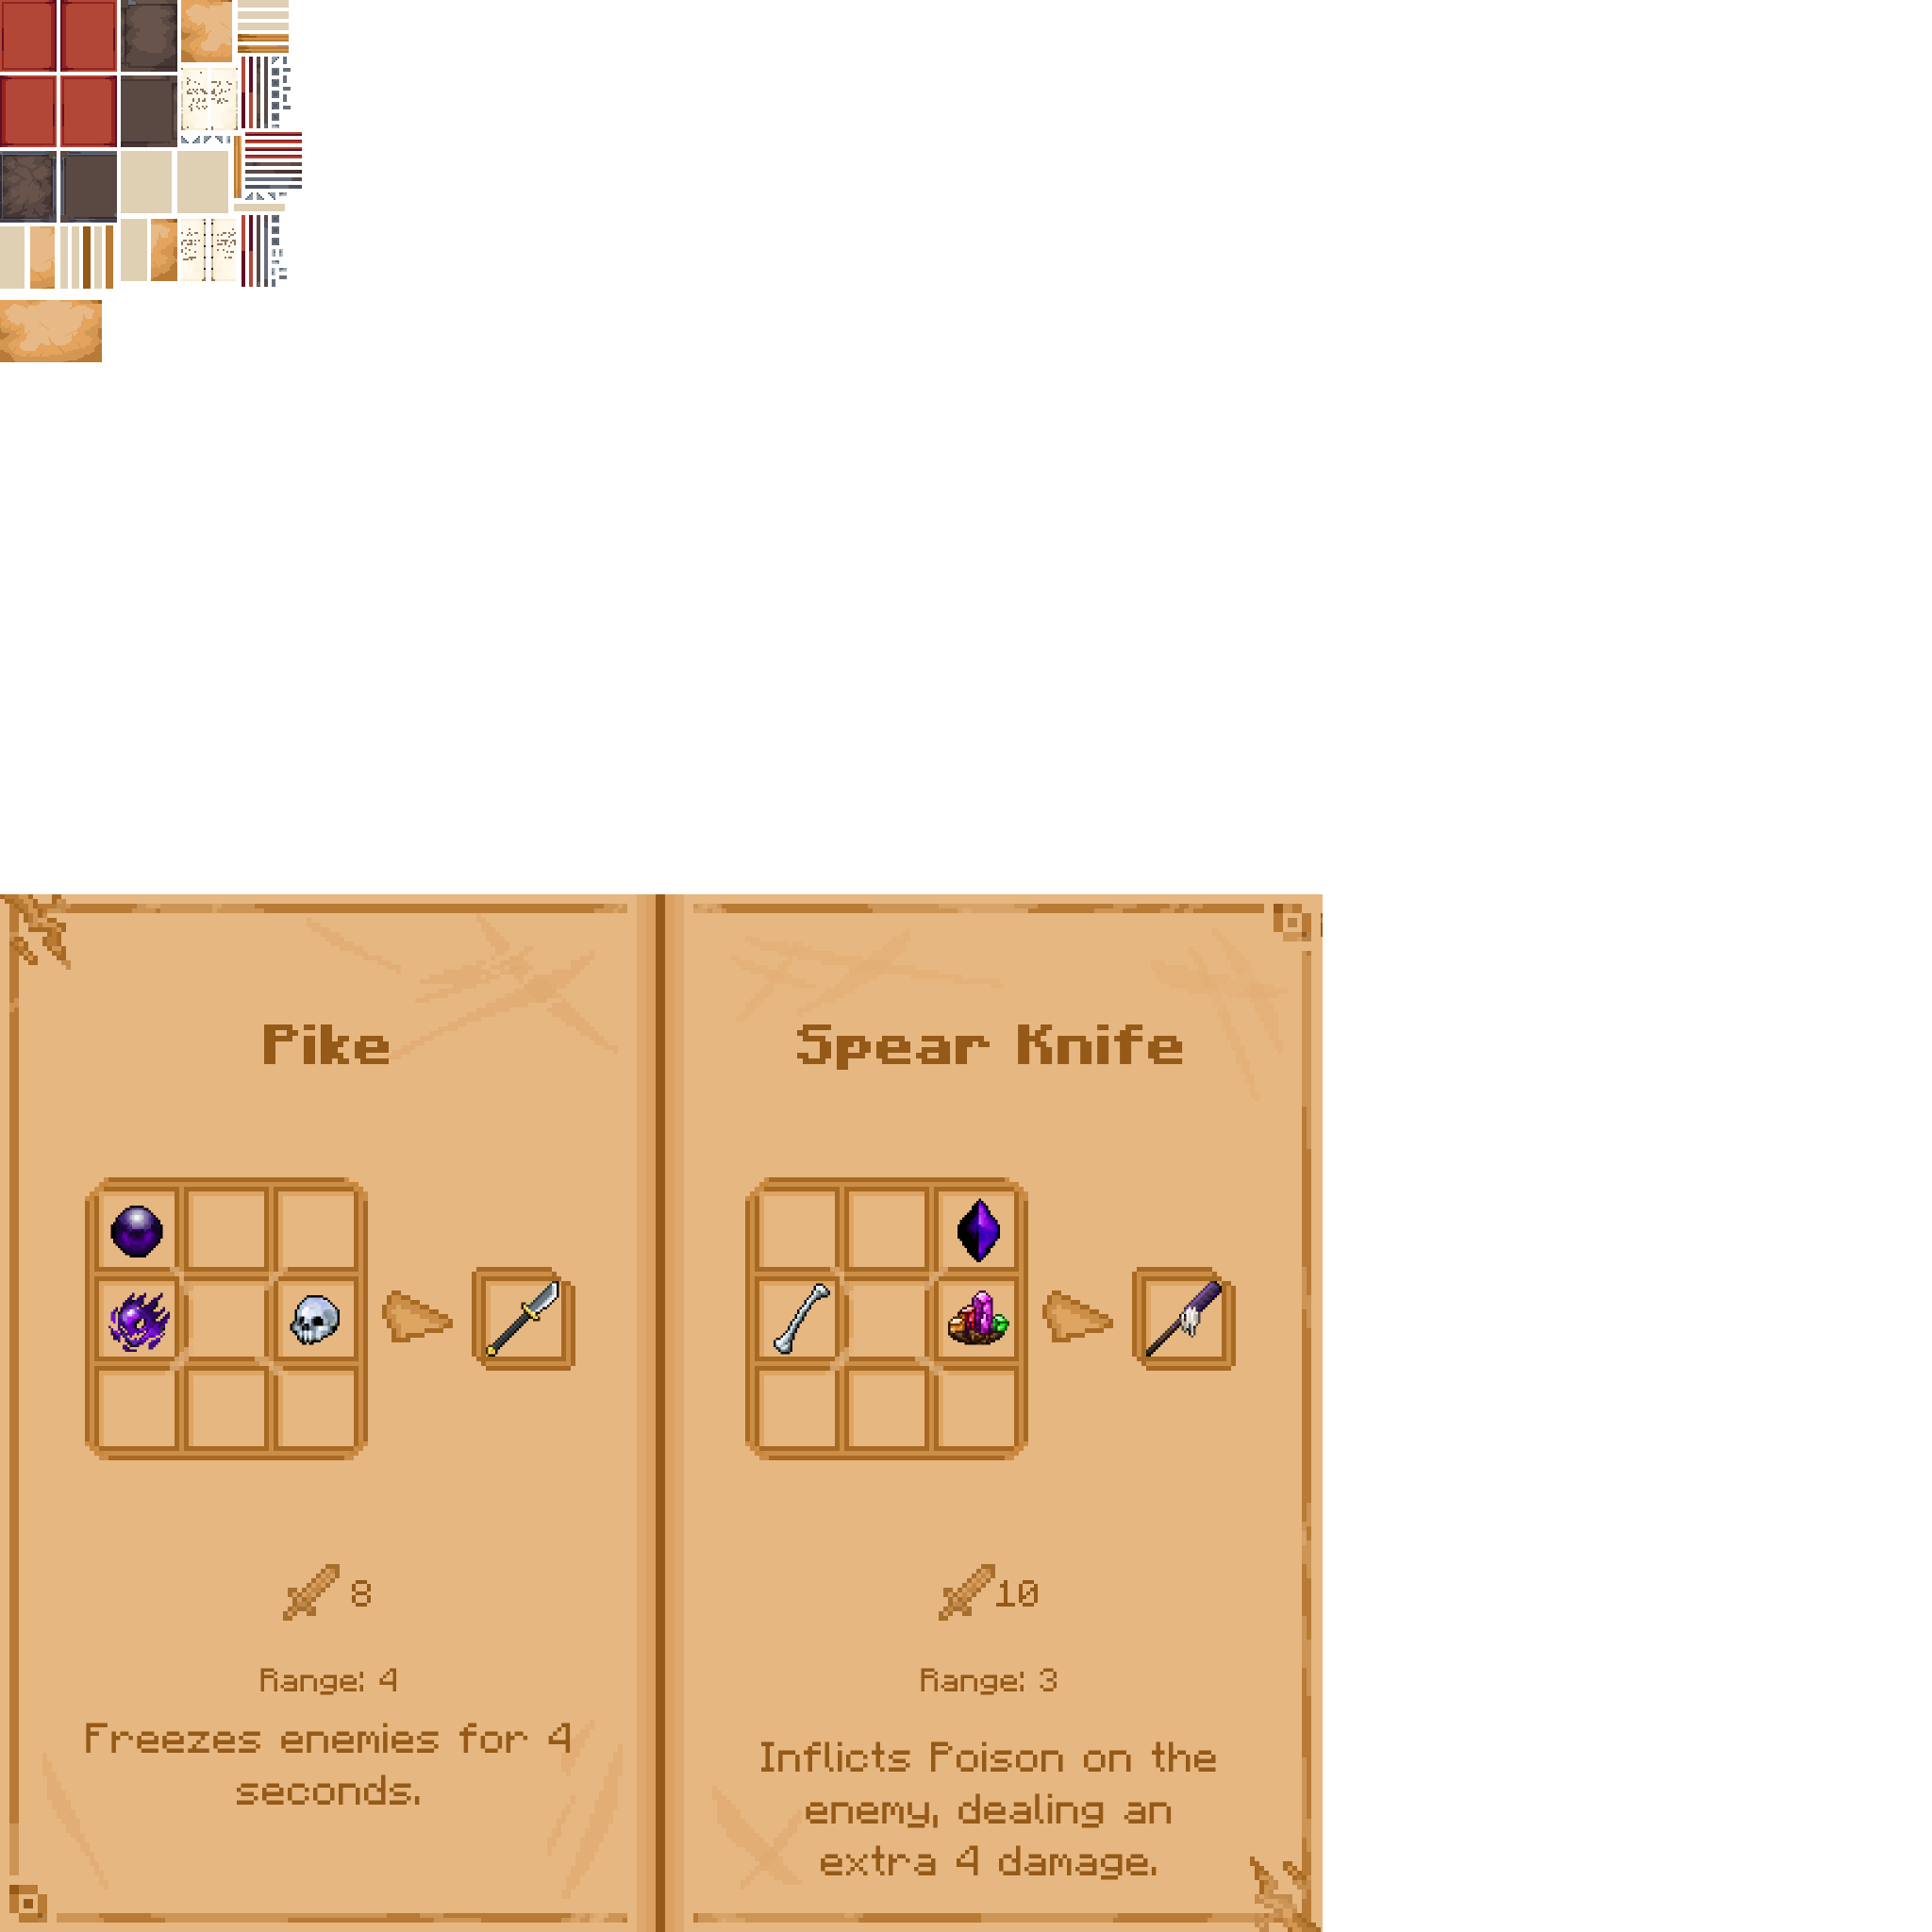 Pike
8
Range: 4
Freezes enemies for 4
seconds.
Spear Knife
10
Range: 3
Inflicts Poison on the
enemy, dealing an
extra 4 damage.